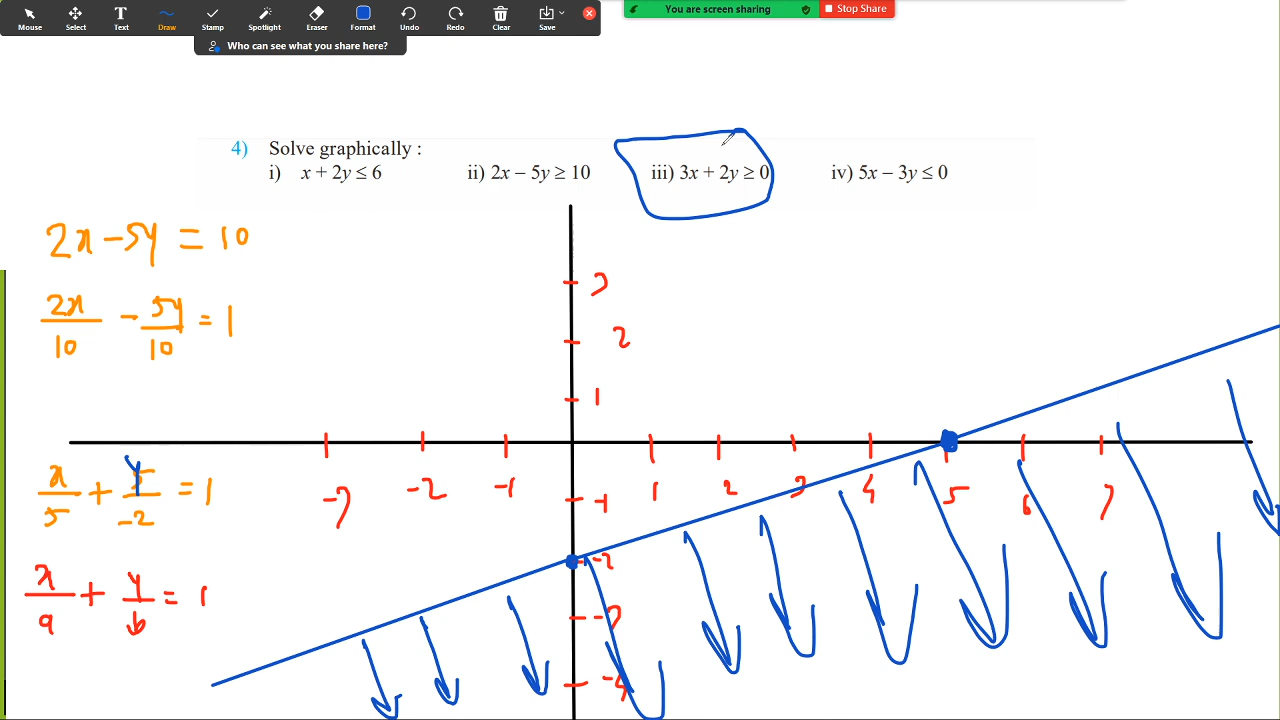 Mouse Select Text Draw Stamp Spotlight Eraser Format Undo Redo Clear Save
You are screen sharing Stop Share
Who can see what you share here?
4) Solve graphically :
i) x + 2y ≤ 6 ii) 2x − 5y ≥ 10 iii) 3x + 2y ≥ 0 iv) 5x − 3y ≤ 0
2x − 5y = 10
2x/10 − 5y/10 = 1
x/5 + y/-2 = 1
x/a + y/b = 1
3
2
1
-3 -2 -1 1 2 3 4 5 6 7
-1
-2
-3
-4